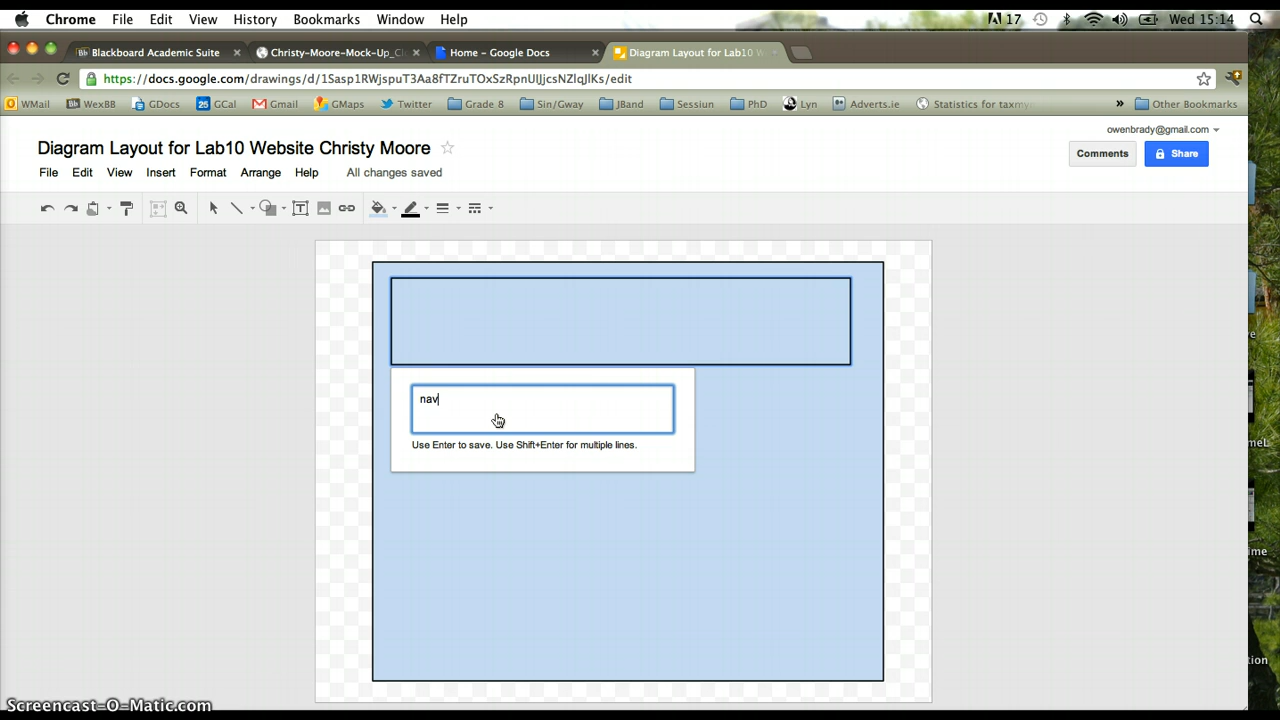 Chrome File Edit View History Bookmarks Window Help 17 Wed 15:14
Blackboard Academic Suite Christy-Moore-Mock-Up_C Home – Google Docs Diagram Layout for Lab10 W
https://docs.google.com/drawings/d/1Sasp1RWjspuT3Aa8fTZruTOxSzRpnUlJjcsNZlqJlKs/edit
WMail WexBB GDocs 25 GCal Gmail GMaps Twitter Grade 8 Sin/Gway JBand Sessiun PhD Lyn Adverts.ie Statistics for taxmy » Other Bookmarks
owenbrady@gmail.com
Diagram Layout for Lab10 Website Christy Moore
Comments Share
File Edit View Insert Format Arrange Help All changes saved
nav
Use Enter to save. Use Shift+Enter for multiple lines.
Screencast-O-Matic.com